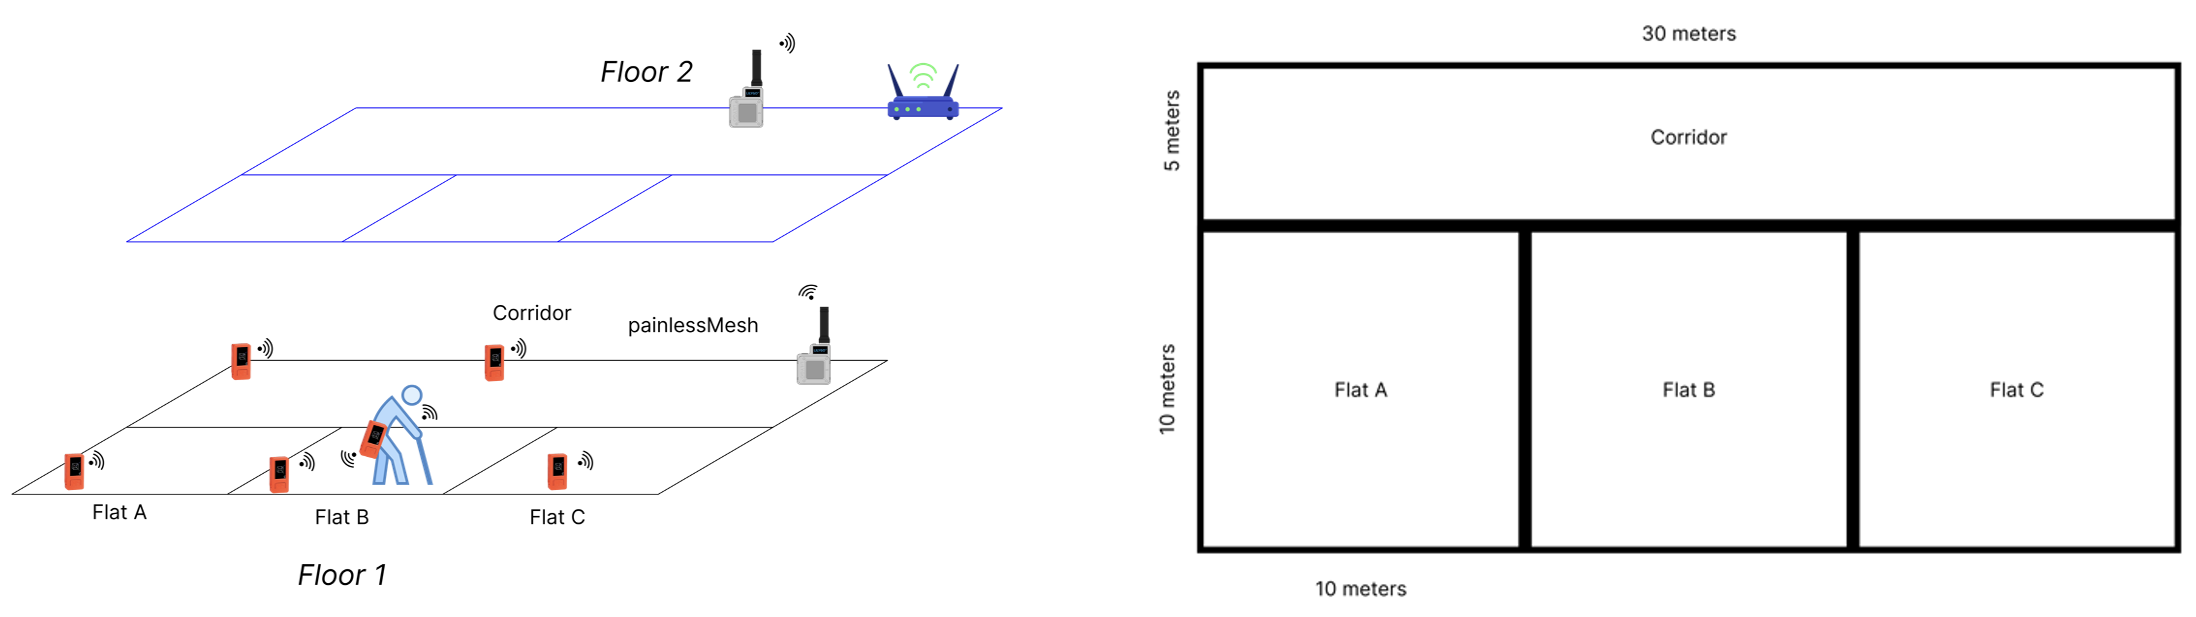 Floor 2
Corridor
painlessMesh
Flat A
Flat B
Flat C
Floor 1
30 meters
5 meters
Corridor
10 meters
Flat A
Flat B
Flat C
10 meters